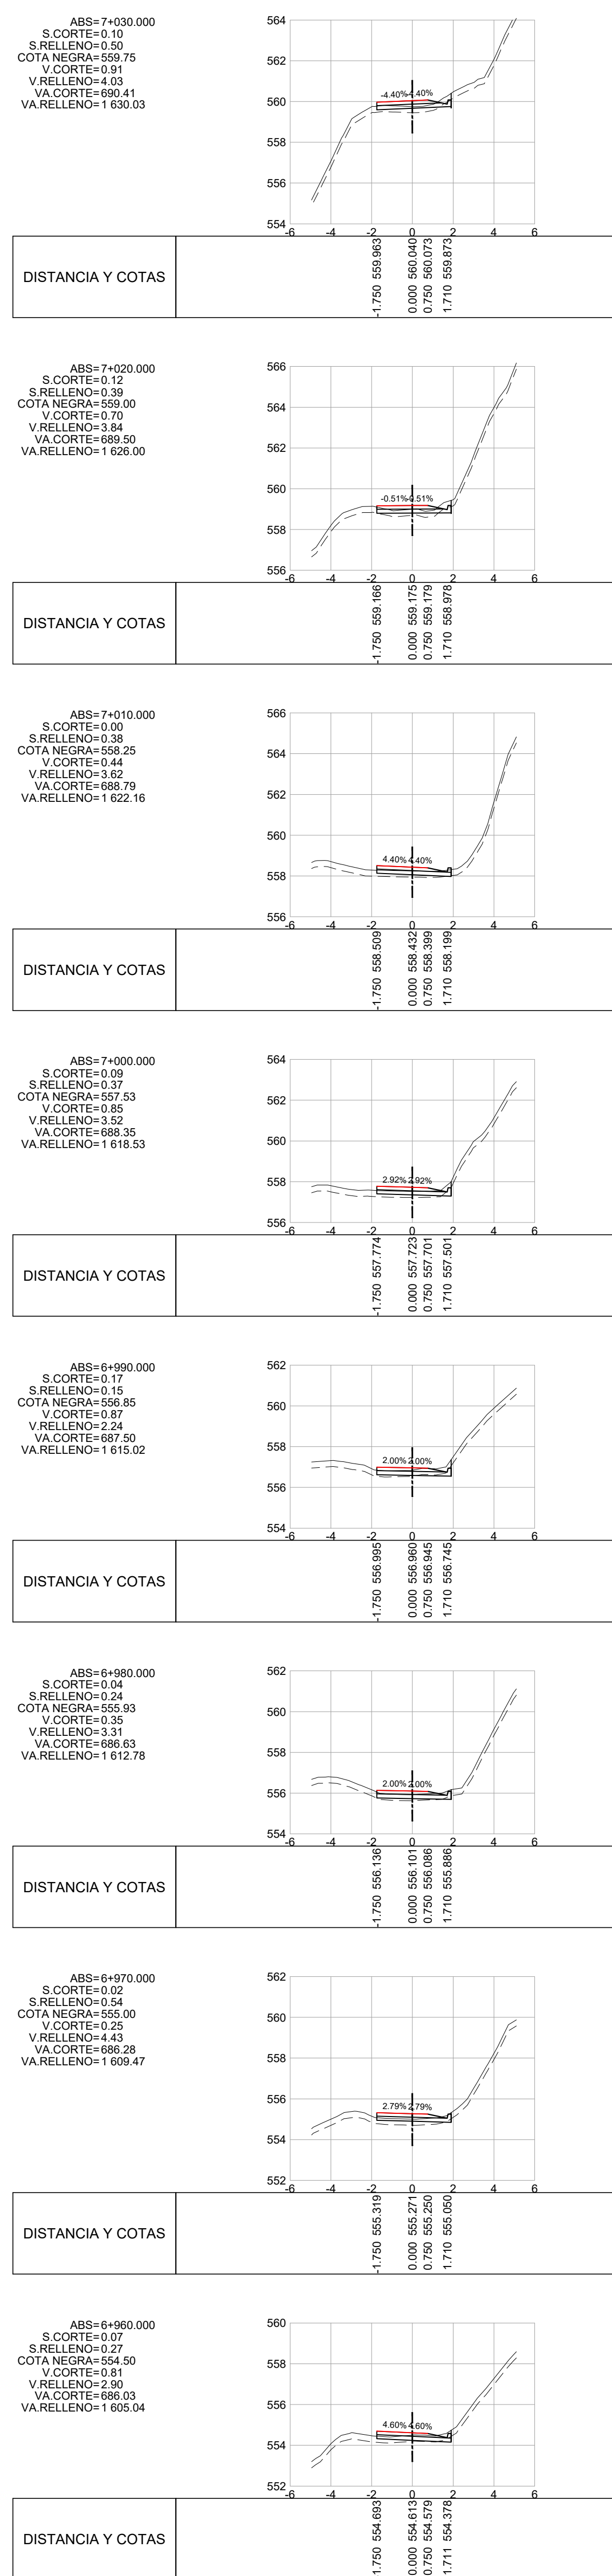 ABS=7+030.000
S.CORTE=0.10
S.RELLENO=0.50
COTA NEGRA=559.75
V.CORTE=0.91
V.RELLENO=4.03
VA.CORTE=690.41
VA.RELLENO=1 630.03
564
562
560
558
556
554
-4.40% -4.40%
-6 -4 -2 0 2 4 6
DISTANCIA Y COTAS
-1.750 559.963
0.000 560.040
0.750 560.073
1.710 559.873
ABS=7+020.000
S.CORTE=0.12
S.RELLENO=0.39
COTA NEGRA=559.00
V.CORTE=0.70
V.RELLENO=3.84
VA.CORTE=689.50
VA.RELLENO=1 626.00
566
564
562
560
558
556
-0.51% -0.51%
-6 -4 -2 0 2 4 6
DISTANCIA Y COTAS
-1.750 559.166
0.000 559.175
0.750 559.179
1.710 558.978
ABS=7+010.000
S.CORTE=0.00
S.RELLENO=0.38
COTA NEGRA=558.25
V.CORTE=0.44
V.RELLENO=3.62
VA.CORTE=688.79
VA.RELLENO=1 622.16
566
564
562
560
558
556
4.40% 4.40%
-6 -4 -2 0 2 4 6
DISTANCIA Y COTAS
-1.750 558.509
0.000 558.432
0.750 558.399
1.710 558.199
ABS=7+000.000
S.CORTE=0.09
S.RELLENO=0.37
COTA NEGRA=557.53
V.CORTE=0.85
V.RELLENO=3.52
VA.CORTE=688.35
VA.RELLENO=1 618.53
564
562
560
558
556
2.92% 2.92%
-6 -4 -2 0 2 4 6
DISTANCIA Y COTAS
-1.750 557.774
0.000 557.723
0.750 557.701
1.710 557.501
ABS=6+990.000
S.CORTE=0.17
S.RELLENO=0.15
COTA NEGRA=556.85
V.CORTE=0.87
V.RELLENO=2.24
VA.CORTE=687.50
VA.RELLENO=1 615.02
562
560
558
556
554
2.00% 2.00%
-6 -4 -2 0 2 4 6
DISTANCIA Y COTAS
-1.750 556.995
0.000 556.960
0.750 556.945
1.710 556.745
ABS=6+980.000
S.CORTE=0.04
S.RELLENO=0.24
COTA NEGRA=555.93
V.CORTE=0.35
V.RELLENO=3.31
VA.CORTE=686.63
VA.RELLENO=1 612.78
562
560
558
556
554
2.00% 2.00%
-6 -4 -2 0 2 4 6
DISTANCIA Y COTAS
-1.750 556.136
0.000 556.101
0.750 556.086
1.710 555.886
ABS=6+970.000
S.CORTE=0.02
S.RELLENO=0.54
COTA NEGRA=555.00
V.CORTE=0.25
V.RELLENO=4.43
VA.CORTE=686.28
VA.RELLENO=1 609.47
562
560
558
556
554
552
2.79% 2.79%
-6 -4 -2 0 2 4 6
DISTANCIA Y COTAS
-1.750 555.319
0.000 555.271
0.750 555.250
1.710 555.050
ABS=6+960.000
S.CORTE=0.07
S.RELLENO=0.27
COTA NEGRA=554.50
V.CORTE=0.81
V.RELLENO=2.90
VA.CORTE=686.03
VA.RELLENO=1 605.04
560
558
556
554
552
4.60% 4.60%
-6 -4 -2 0 2 4 6
DISTANCIA Y COTAS
1.750 554.693
0.000 554.613
0.750 554.579
1.711 554.378